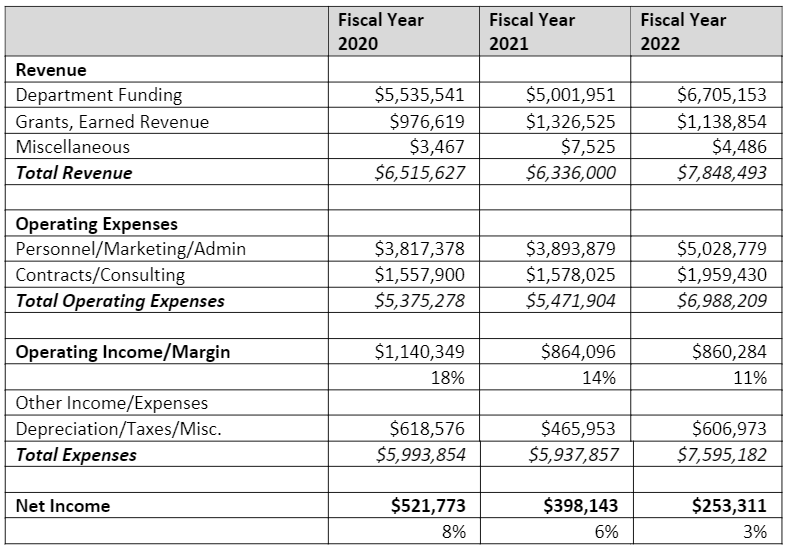 Fiscal Year 2020 Fiscal Year 2021 Fiscal Year 2022
Revenue
Department Funding $5,535,541 $5,001,951 $6,705,153
Grants, Earned Revenue $976,619 $1,326,525 $1,138,854
Miscellaneous $3,467 $7,525 $4,486
Total Revenue $6,515,627 $6,336,000 $7,848,493
Operating Expenses
Personnel/Marketing/Admin $3,817,378 $3,893,879 $5,028,779
Contracts/Consulting $1,557,900 $1,578,025 $1,959,430
Total Operating Expenses $5,375,278 $5,471,904 $6,988,209
Operating Income/Margin $1,140,349 $864,096 $860,284
18% 14% 11%
Other Income/Expenses
Depreciation/Taxes/Misc. $618,576 $465,953 $606,973
Total Expenses $5,993,854 $5,937,857 $7,595,182
Net Income $521,773 $398,143 $253,311
8% 6% 3%